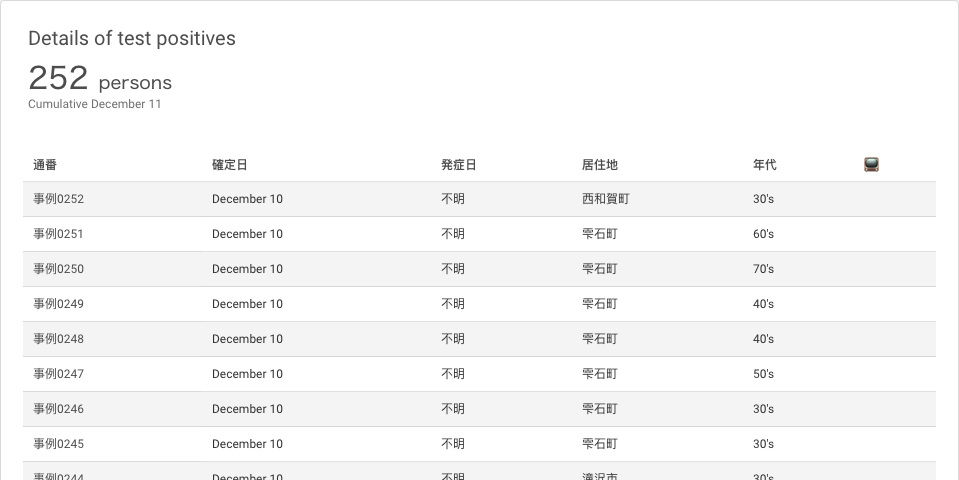 Details of test positives
252 persons
Cumulative December 11
通番 確定日 発症日 居住地 年代
事例0252 December 10 不明 西和賀町 30's
事例0251 December 10 不明 雫石町 60's
事例0250 December 10 不明 雫石町 70's
事例0249 December 10 不明 雫石町 40's
事例0248 December 10 不明 雫石町 40's
事例0247 December 10 不明 雫石町 50's
事例0246 December 10 不明 雫石町 30's
事例0245 December 10 不明 雫石町 30's
事例0244 December 10 不明 滝沢市 30's